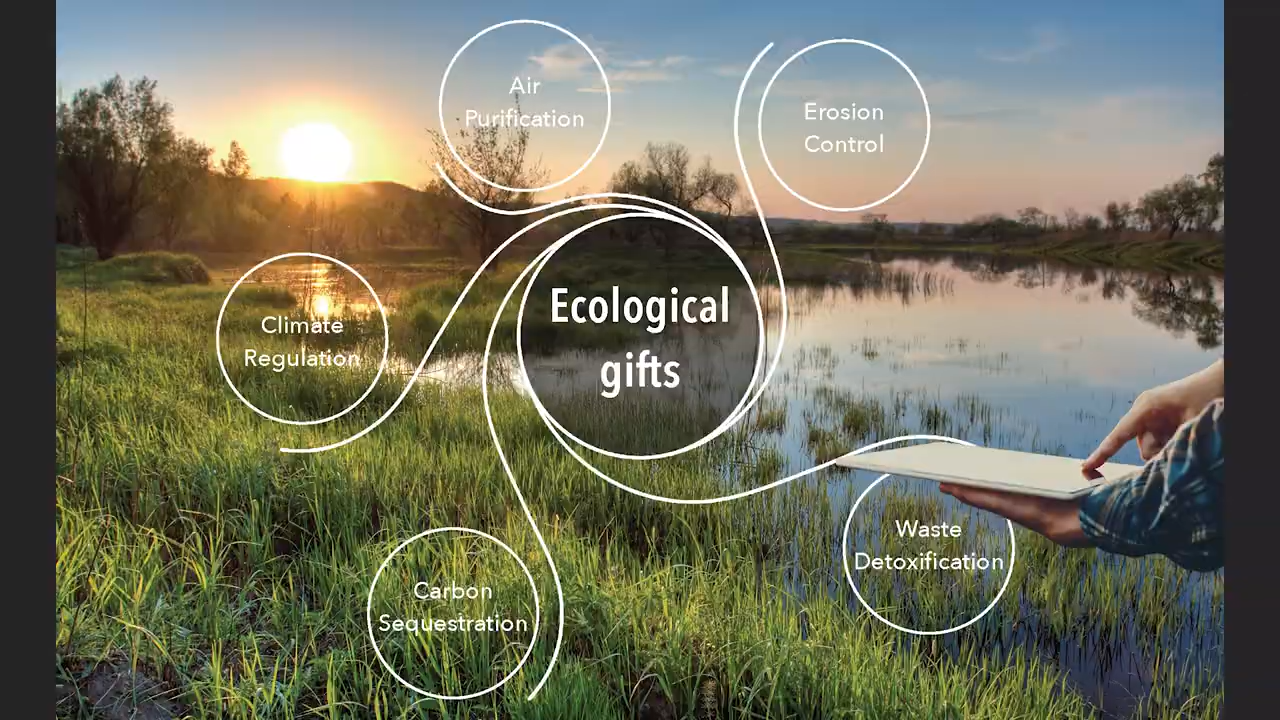 Air
Purification
Erosion
Control
Ecological
gifts
Climate
Regulation
Waste
Detoxification
Carbon
Sequestration